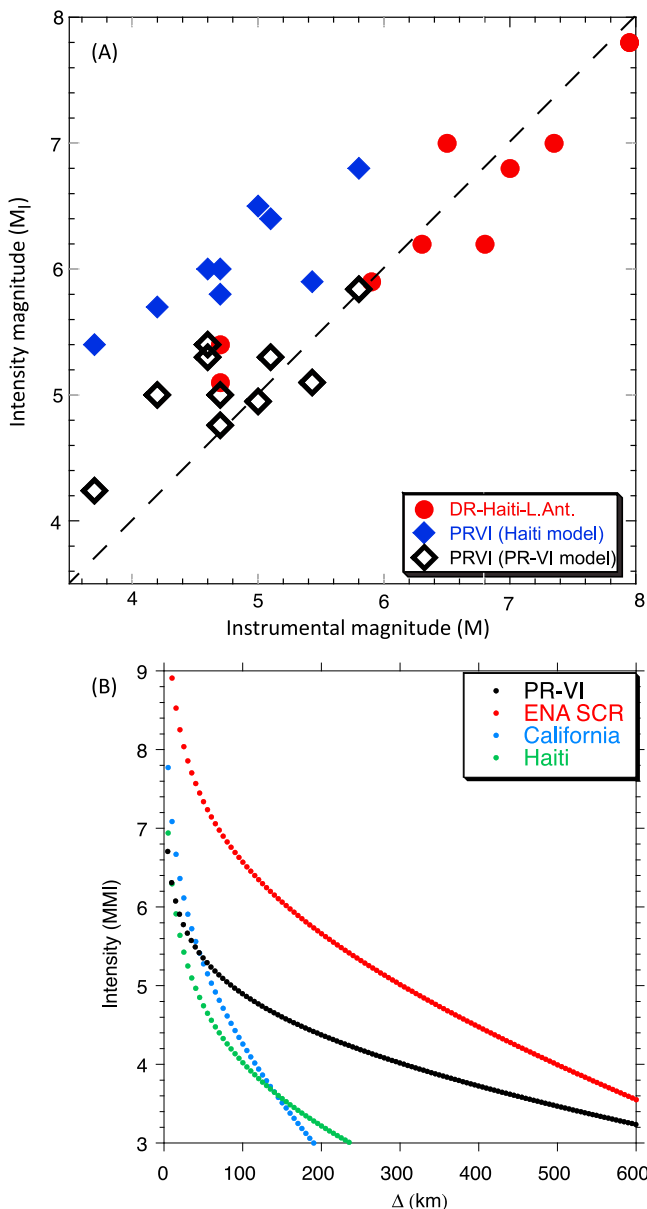 8
(A)
7
6
5
4
Intensity magnitude (M_I)
DR-Haiti-L.Ant.
PRVI (Haiti model)
PRVI (PR-VI model)
4 5 6 7 8
Instrumental magnitude (M)
9
(B)
PR-VI
ENA SCR
California
Haiti
8
7
6
5
4
3
Intensity (MMI)
0 100 200 300 400 500 600
Δ (km)